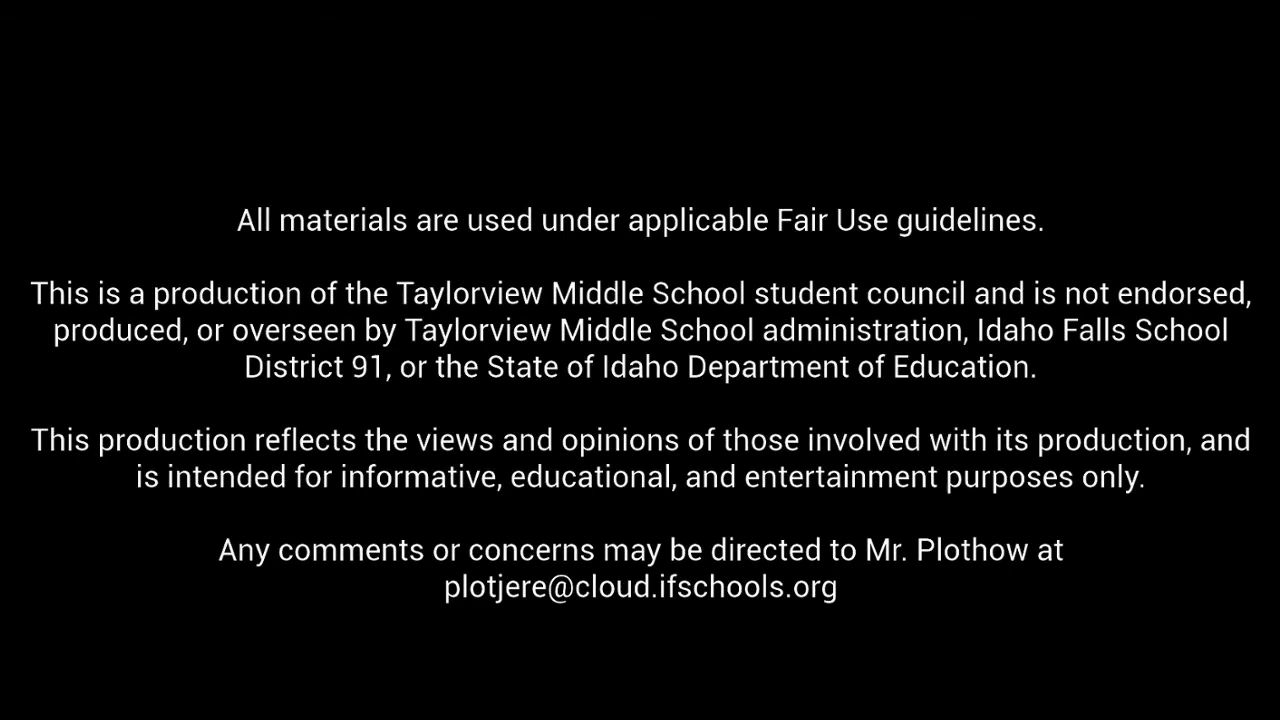 All materials are used under applicable Fair Use guidelines.
This is a production of the Taylorview Middle School student council and is not endorsed,
produced, or overseen by Taylorview Middle School administration, Idaho Falls School
District 91, or the State of Idaho Department of Education.
This production reflects the views and opinions of those involved with its production, and
is intended for informative, educational, and entertainment purposes only.
Any comments or concerns may be directed to Mr. Plothow at
plotjere@cloud.ifschools.org